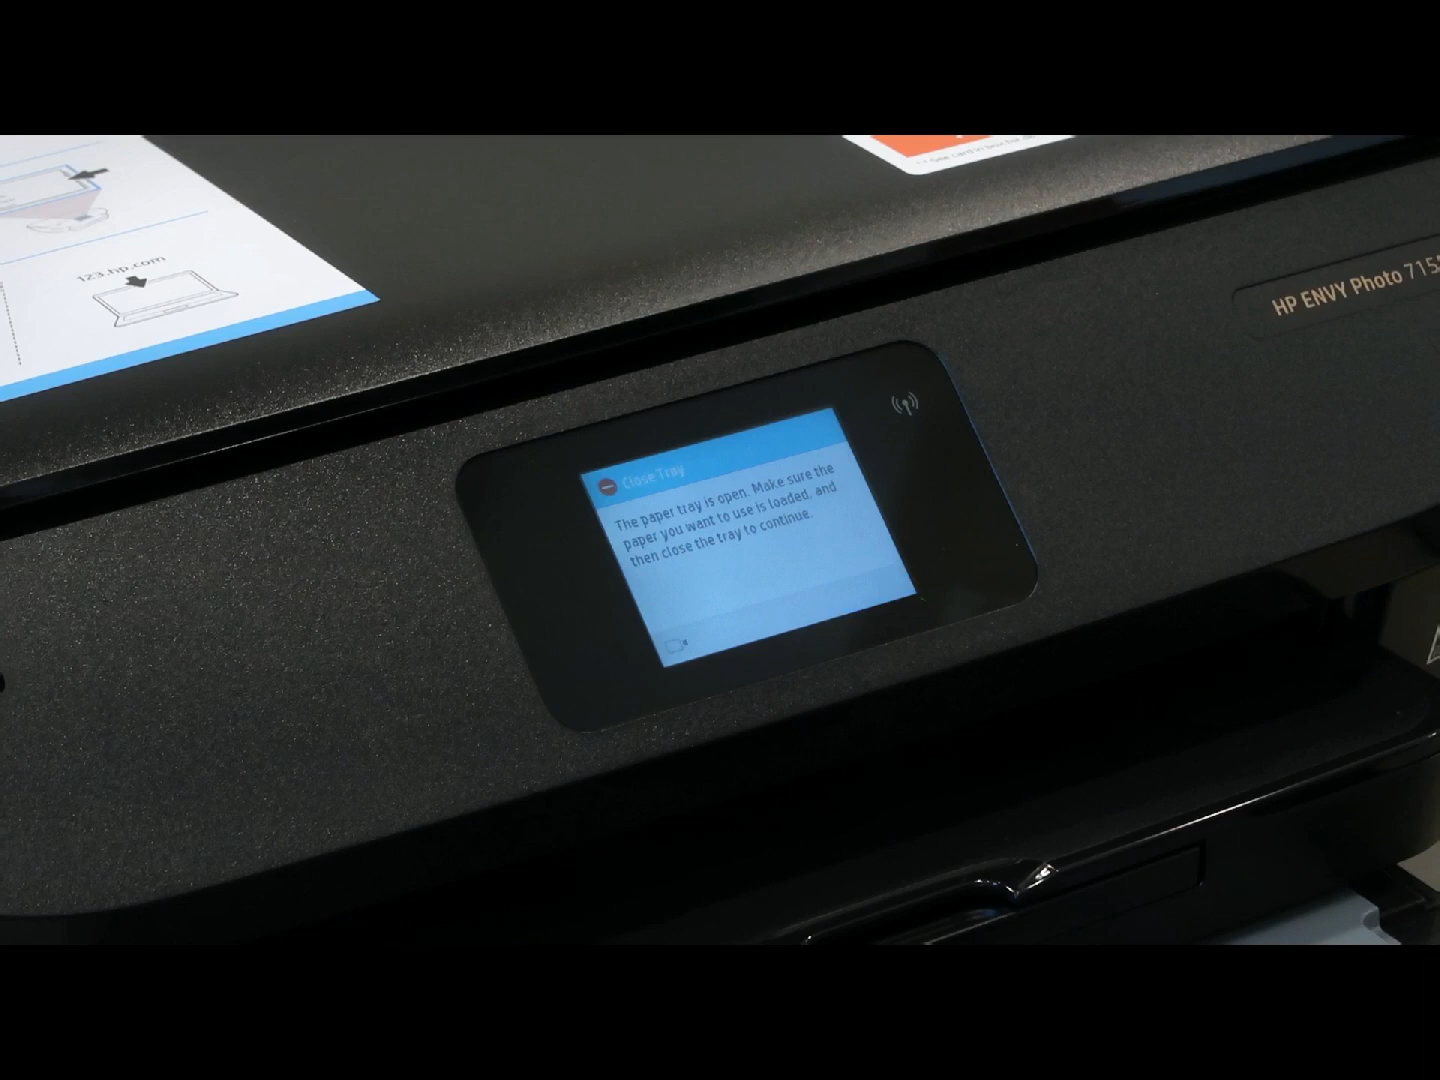 123.hp.com
HP ENVY Photo 715
Close Tray
The paper tray is open. Make sure the
paper you want to use is loaded, and
then close the tray to continue.